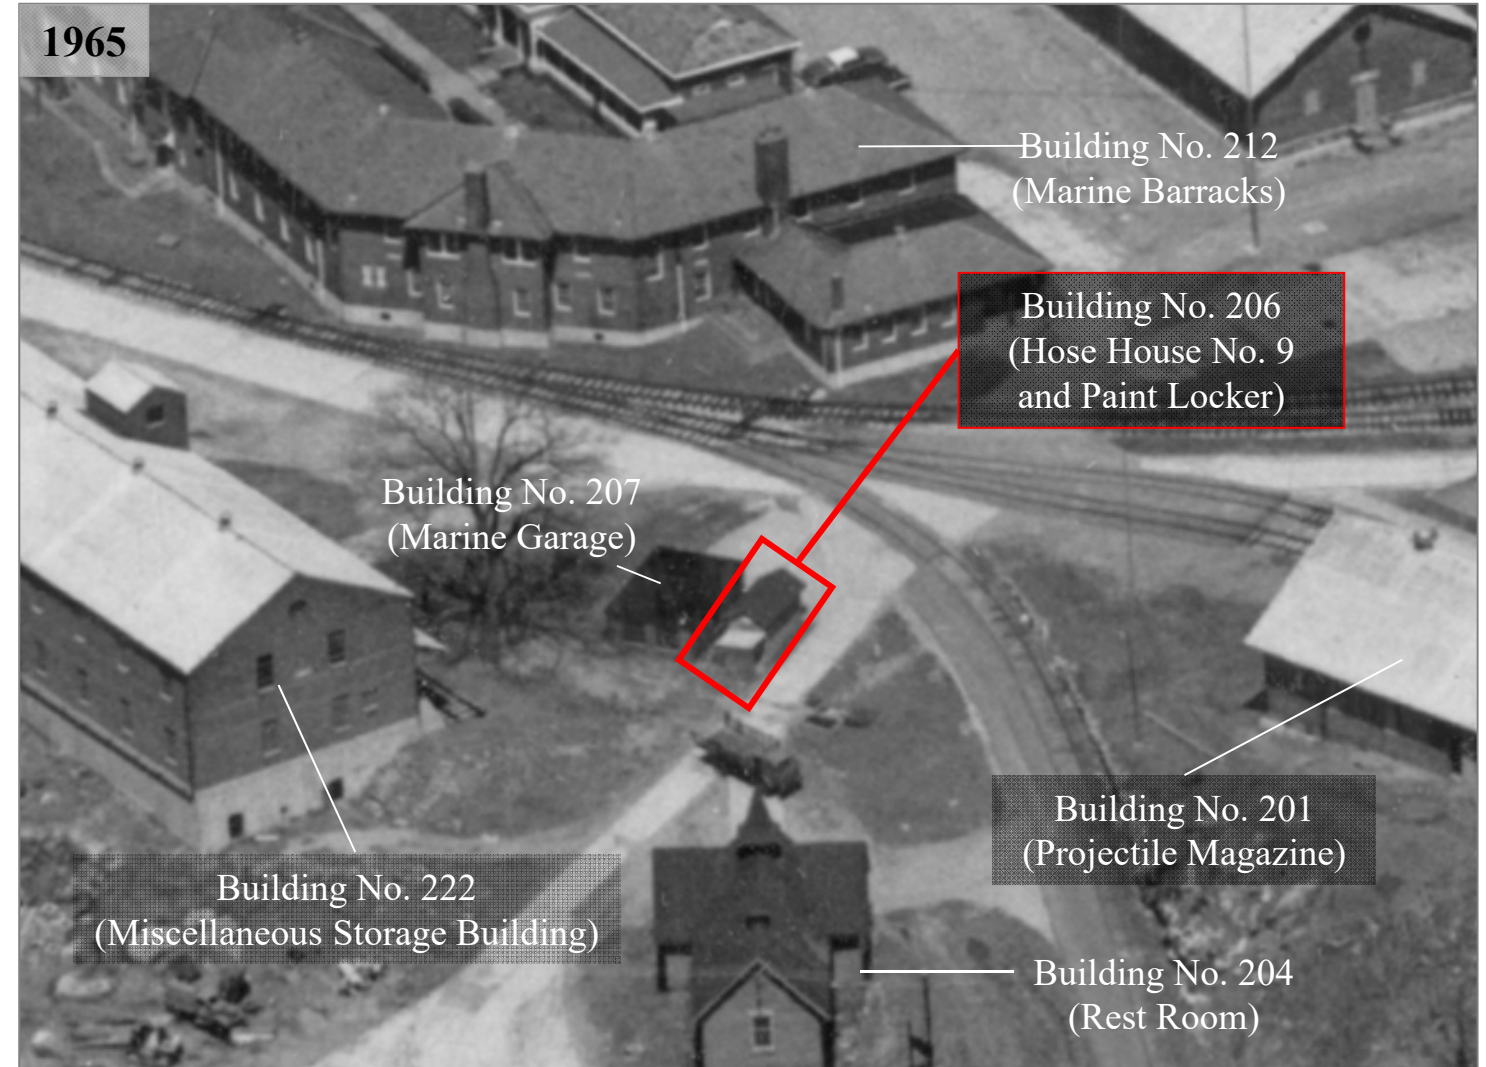 1965
Building No. 212
(Marine Barracks)
Building No. 206
(Hose House No. 9
and Paint Locker)
Building No. 207
(Marine Garage)
Building No. 201
(Projectile Magazine)
Building No. 222
(Miscellaneous Storage Building)
Building No. 204
(Rest Room)